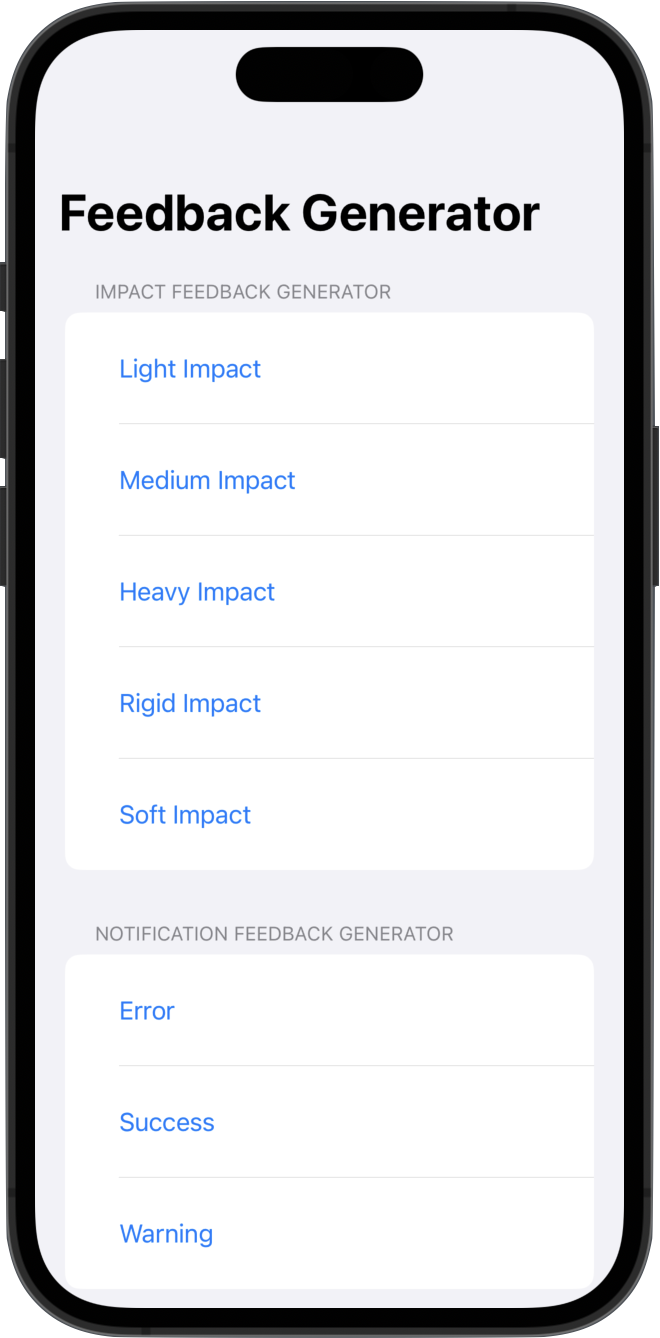 Feedback Generator
IMPACT FEEDBACK GENERATOR
Light Impact
Medium Impact
Heavy Impact
Rigid Impact
Soft Impact
NOTIFICATION FEEDBACK GENERATOR
Error
Success
Warning